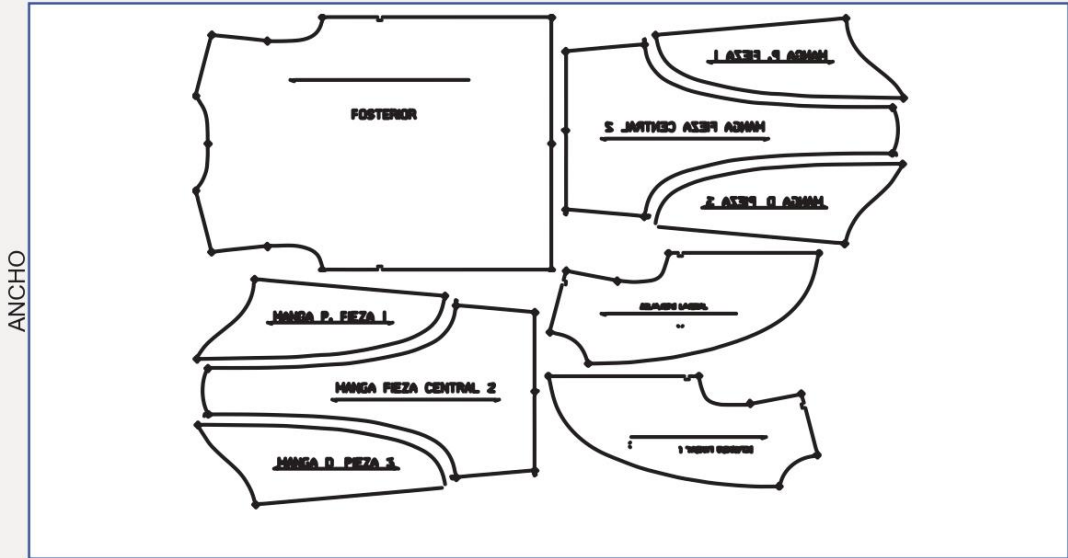 ANCHO
FOSTERIOR
MANGA P. FIEZA 1
MANGA FIEZA CENTRAL 2
MANGA D PIEZA 3
MANGA P. FIEZA 1
MANGA FIEZA CENTRAL 2
MANGA D PIEZA 3